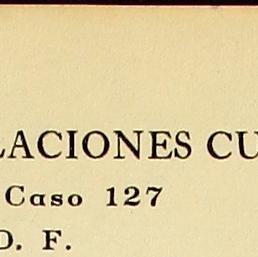 LACIONES CU
Caso 127
D. F.